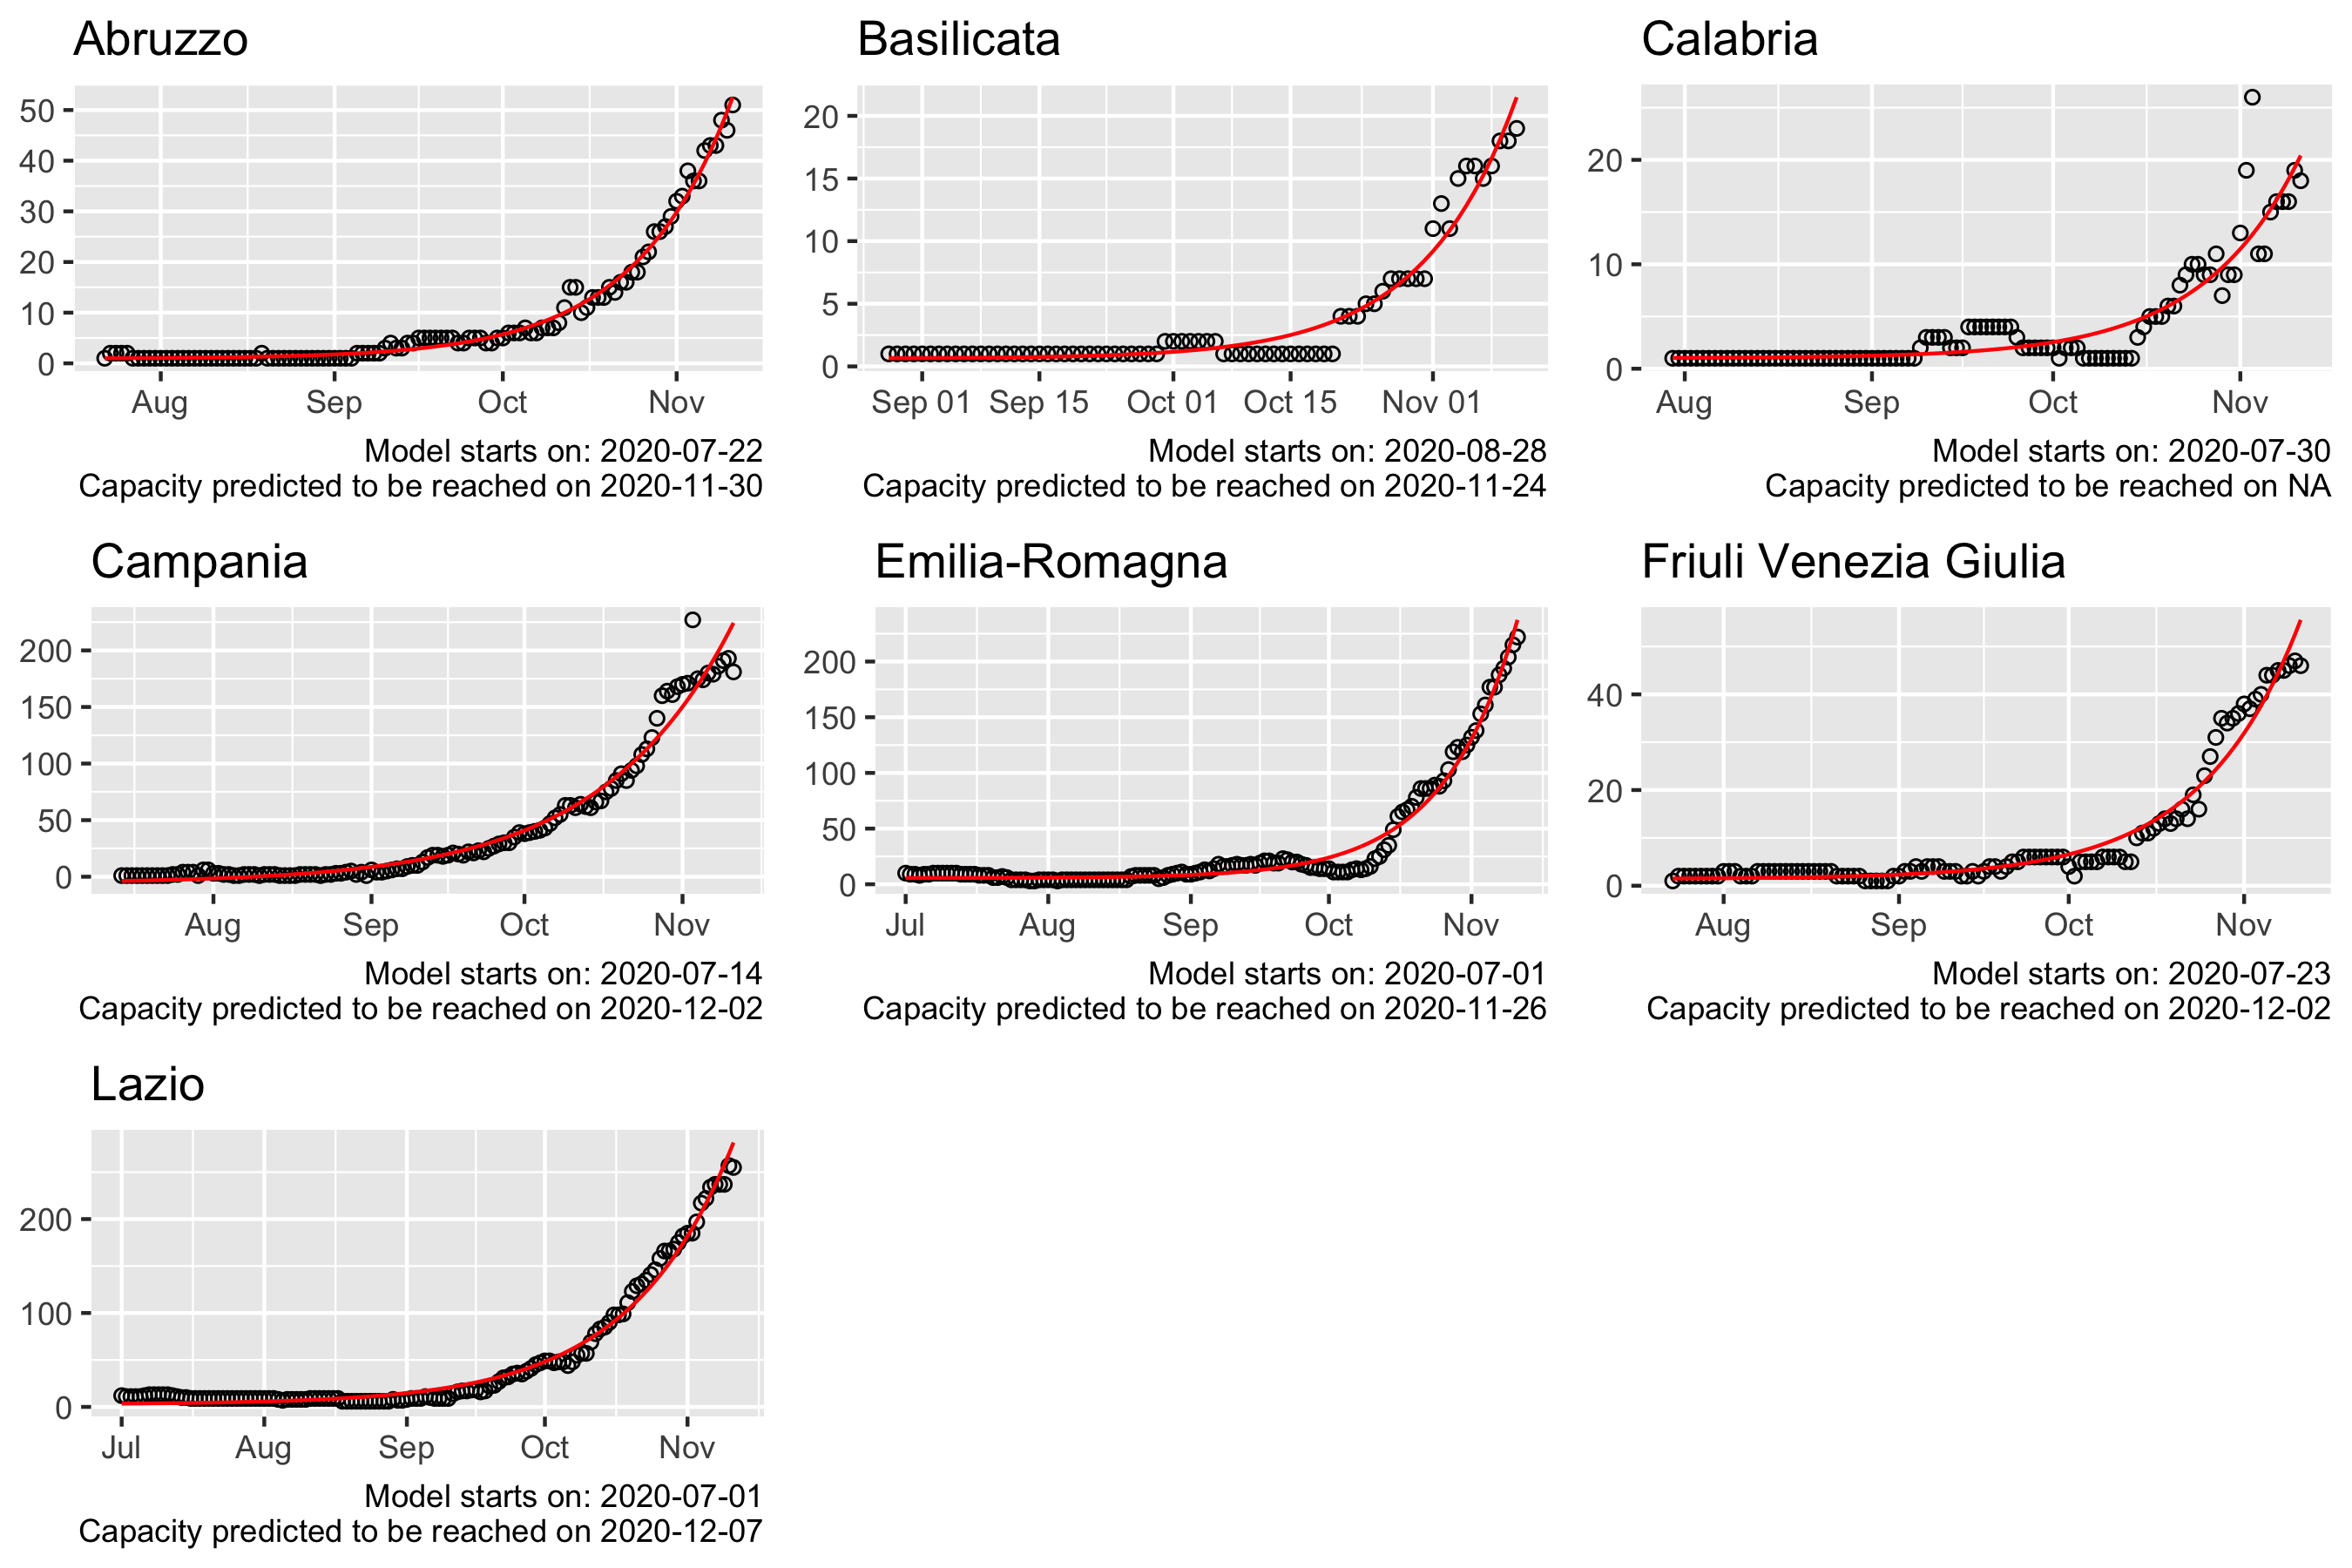 Abruzzo
50
40
30
20
10
0
Aug Sep Oct Nov
Model starts on: 2020-07-22
Capacity predicted to be reached on 2020-11-30
Basilicata
20
15
10
5
0
Sep 01 Sep 15 Oct 01 Oct 15 Nov 01
Model starts on: 2020-08-28
Capacity predicted to be reached on 2020-11-24
Calabria
20
10
0
Aug Sep Oct Nov
Model starts on: 2020-07-30
Capacity predicted to be reached on NA
Campania
200
150
100
50
0
Aug Sep Oct Nov
Model starts on: 2020-07-14
Capacity predicted to be reached on 2020-12-02
Emilia-Romagna
200
150
100
50
0
Jul Aug Sep Oct Nov
Model starts on: 2020-07-01
Capacity predicted to be reached on 2020-11-26
Friuli Venezia Giulia
40
20
0
Aug Sep Oct Nov
Model starts on: 2020-07-23
Capacity predicted to be reached on 2020-12-02
Lazio
200
100
0
Jul Aug Sep Oct Nov
Model starts on: 2020-07-01
Capacity predicted to be reached on 2020-12-07